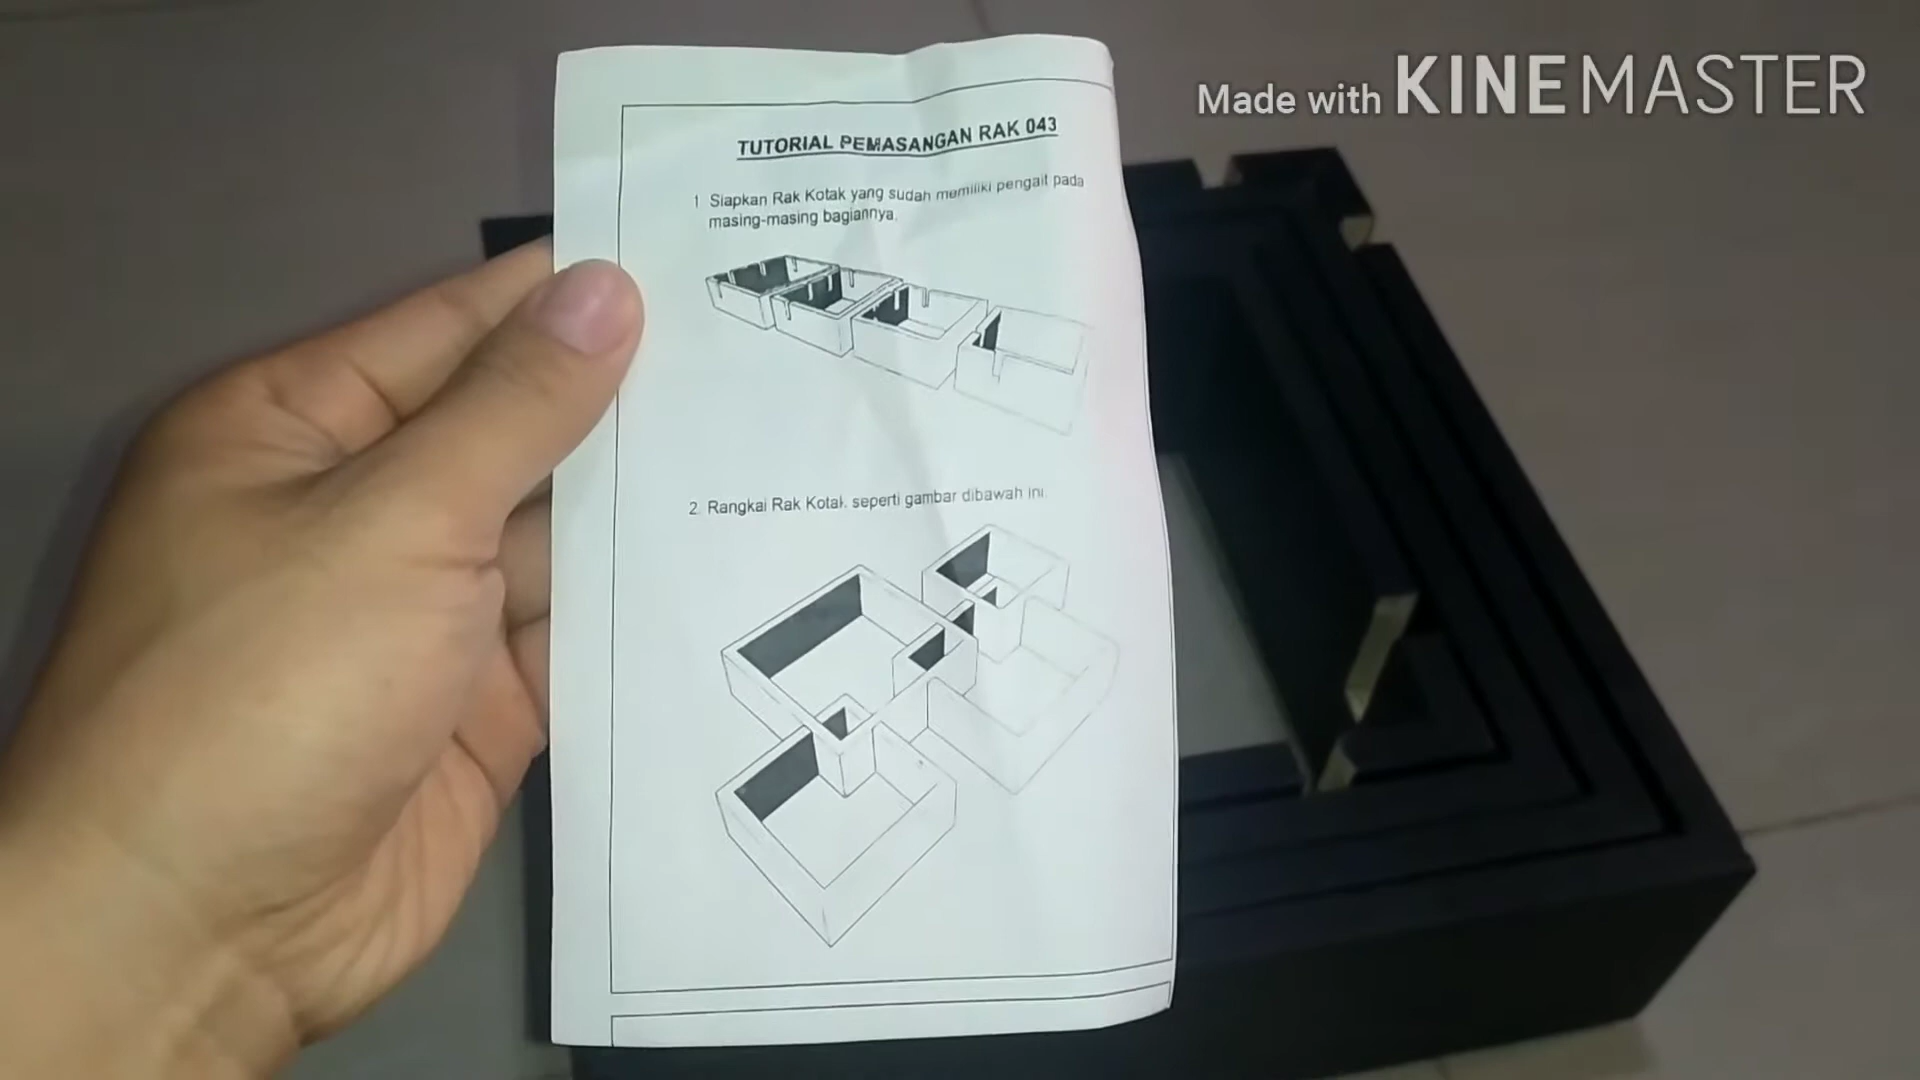 Made with KINEMASTER
TUTORIAL PEMASANGAN RAK 043
1 Siapkan Rak Kotak yang sudah memiliki pengait pada
masing-masing bagiannya.
2. Rangkai Rak Kotak seperti gambar dibawah ini.